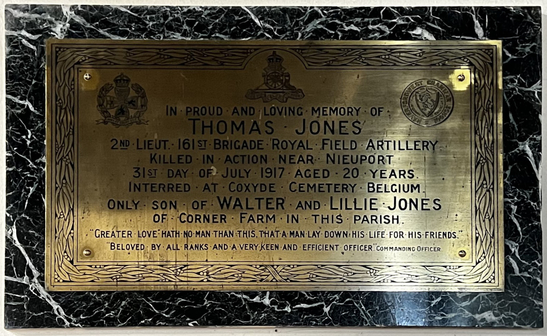 IN · PROUD · AND · LOVING · MEMORY · OF ·
THOMAS · JONES
2ND · LIEUT · 161ST · BRIGADE · ROYAL · FIELD · ARTILLERY ·
KILLED · IN · ACTION · NEAR · NIEUPORT ·
31ST · DAY · OF · JULY · 1917 · AGED · 20 · YEARS.
INTERRED · AT · COXYDE · CEMETERY · BELGIUM.
ONLY · SON · OF · WALTER · AND · LILLIE · JONES
OF · CORNER · FARM · IN · THIS · PARISH.
"GREATER · LOVE · HATH · NO · MAN · THAN · THIS, · THAT · A · MAN · LAY · DOWN · HIS · LIFE · FOR · HIS · FRIENDS."
"BELOVED · BY · ALL · RANKS · AND · A · VERY · KEEN · AND · EFFICIENT · OFFICER" COMMANDING OFFICER